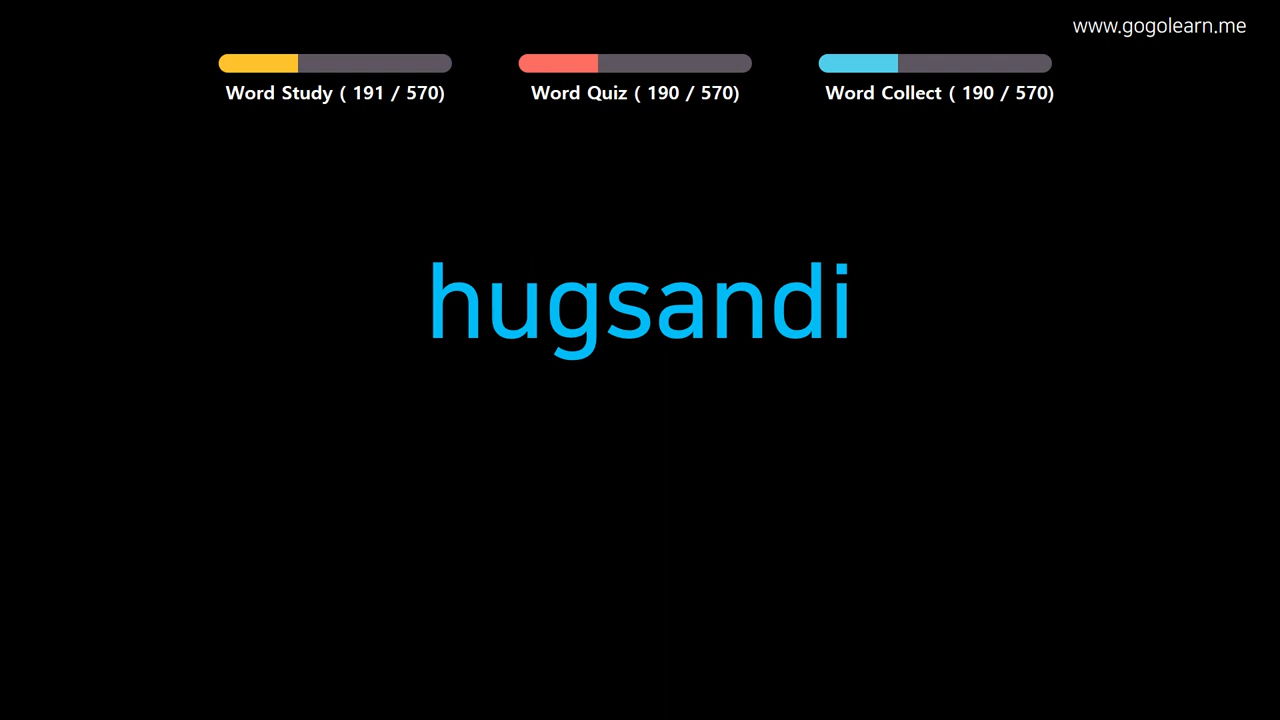 www.gogolearn.me
Word Study ( 191 / 570)
Word Quiz ( 190 / 570)
Word Collect ( 190 / 570)
hugsandi